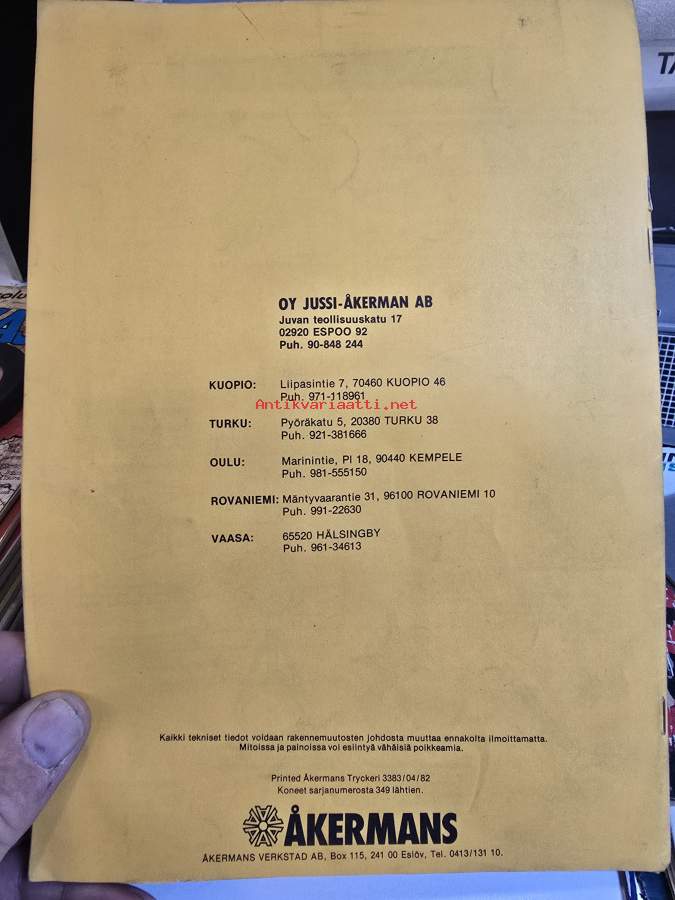 TA
OY JUSSI-ÅKERMAN AB
Juvan teollisuuskatu 17
02920 ESPOO 92
Puh. 90-848 244
KUOPIO: Liipasintie 7, 70460 KUOPIO 46
Puh. 971-118961
Antikvariaatti.net
TURKU: Pyöräkatu 5, 20380 TURKU 38
Puh. 921-381666
OULU: Marinintie, Pl 18, 90440 KEMPELE
Puh. 981-555150
ROVANIEMI: Mäntyvaarantie 31, 96100 ROVANIEMI 10
Puh. 991-22630
VAASA: 65520 HÄLSINGBY
Puh. 961-34613
Kaikki tekniset tiedot voidaan rakennemuutosten johdosta muuttaa ennakolta ilmoittamatta.
Mitoissa ja painoissa voi esiintyä vähäisiä poikkeamia.
Printed Åkermans Tryckeri 3383/04/82
Koneet sarjanumerosta 349 lähtien.
ÅKERMANS
ÅKERMANS VERKSTAD AB, Box 115, 241 00 Eslöv, Tel. 0413/131 10.